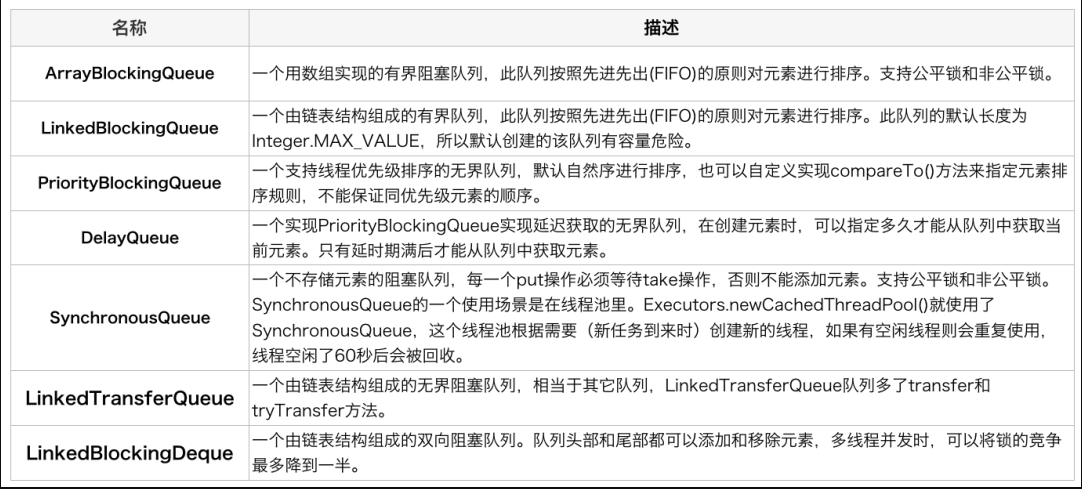 名称
描述
ArrayBlockingQueue
一个用数组实现的有界阻塞队列，此队列按照先进先出(FIFO)的原则对元素进行排序。支持公平锁和非公平锁。
LinkedBlockingQueue
一个由链表结构组成的有界队列，此队列按照先进先出(FIFO)的原则对元素进行排序。此队列的默认长度为
Integer.MAX_VALUE，所以默认创建的该队列有容量危险。
PriorityBlockingQueue
一个支持线程优先级排序的无界队列，默认自然序进行排序，也可以自定义实现compareTo()方法来指定元素排
序规则，不能保证同优先级元素的顺序。
DelayQueue
一个实现PriorityBlockingQueue实现延迟获取的无界队列，在创建元素时，可以指定多久才能从队列中获取当
前元素。只有延时期满后才能从队列中获取元素。
SynchronousQueue
一个不存储元素的阻塞队列，每一个put操作必须等待take操作，否则不能添加元素。支持公平锁和非公平锁。
SynchronousQueue的一个使用场景是在线程池里。Executors.newCachedThreadPool()就使用了
SynchronousQueue，这个线程池根据需要（新任务到来时）创建新的线程，如果有空闲线程则会重复使用，
线程空闲了60秒后会被回收。
LinkedTransferQueue
一个由链表结构组成的无界阻塞队列，相当于其它队列，LinkedTransferQueue队列多了transfer和
tryTransfer方法。
LinkedBlockingDeque
一个由链表结构组成的双向阻塞队列。队列头部和尾部都可以添加和移除元素，多线程并发时，可以将锁的竞争
最多降到一半。